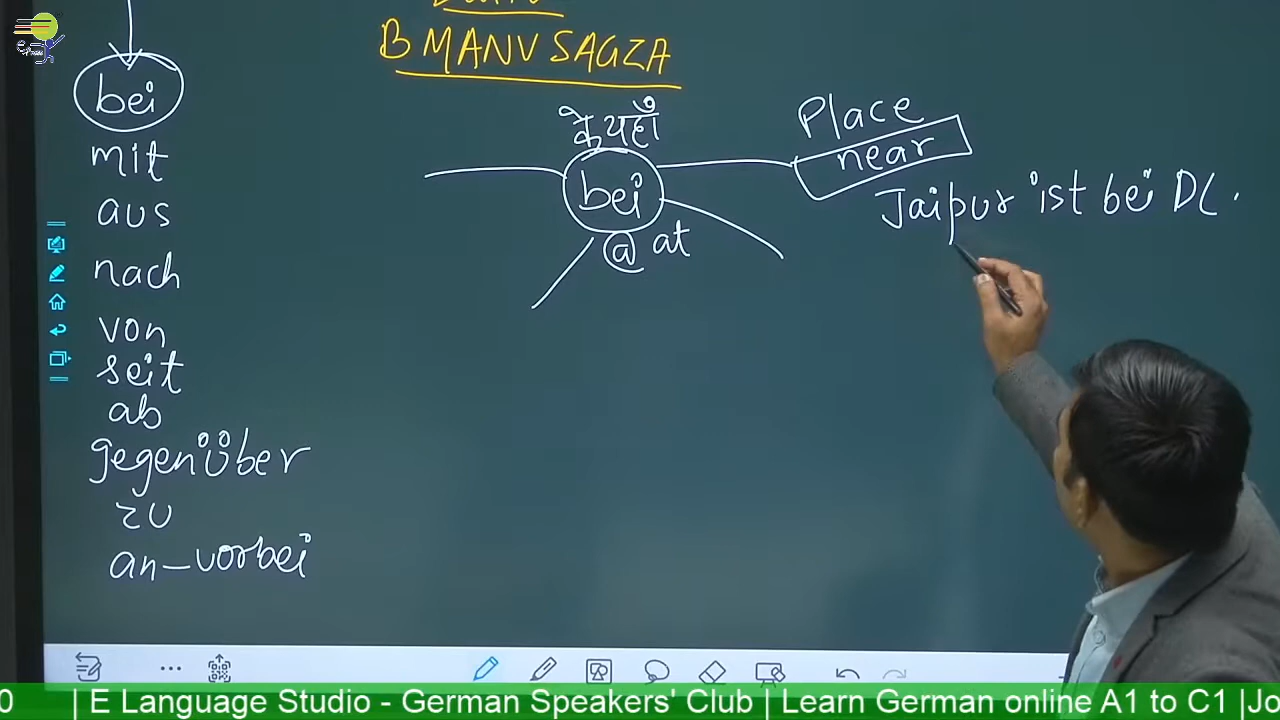 B MANV SAGZA
bei
mit
aus
nach
von
seit
ab
gegenüber
zu
an-vorbei
के यहाँ
bei
@ at
Place
near
Jaipur ist bei DL.
0 | E Language Studio - German Speakers' Club | Learn German online A1 to C1 |Jo